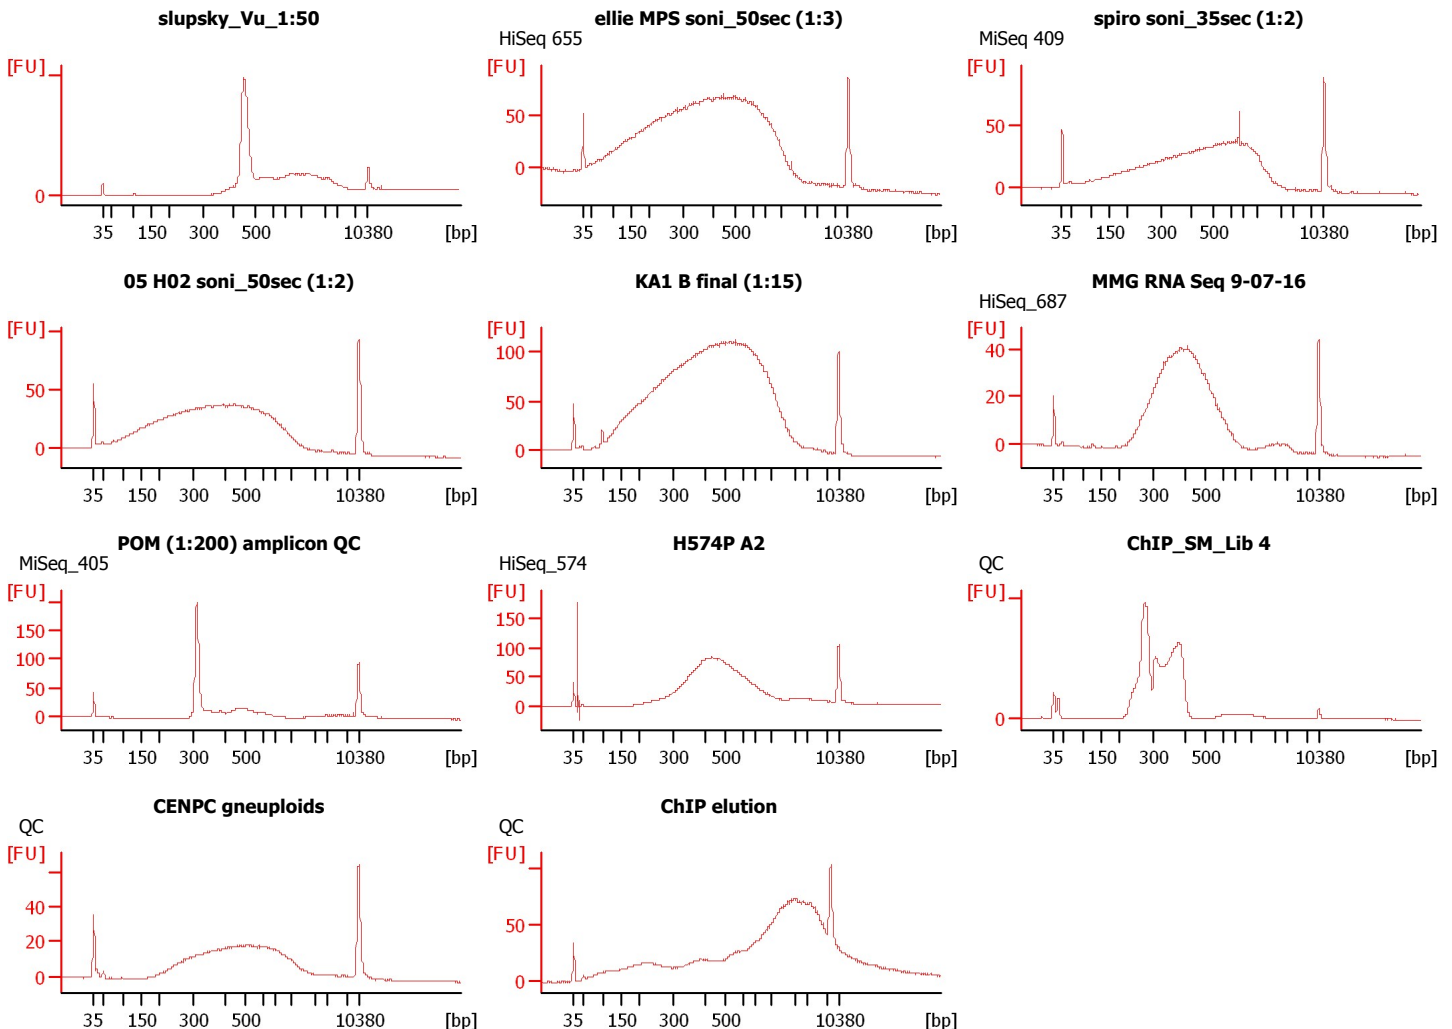 slupsky_Vu_1:50
[FU]
0
35 150 300 500 10380 [bp]
ellie MPS soni_50sec (1:3)
HiSeq 655
[FU]
50
0
35 150 300 500 10380 [bp]
spiro soni_35sec (1:2)
MiSeq 409
[FU]
50
0
35 150 300 500 10380 [bp]
05 H02 soni_50sec (1:2)
[FU]
50
0
35 150 300 500 10380 [bp]
KA1 B final (1:15)
[FU]
100
50
0
35 150 300 500 10380 [bp]
MMG RNA Seq 9-07-16
HiSeq_687
[FU]
40
20
0
35 150 300 500 10380 [bp]
POM (1:200) amplicon QC
MiSeq_405
[FU]
150
100
50
0
35 150 300 500 10380 [bp]
H574P A2
HiSeq_574
[FU]
150
100
50
0
35 150 300 500 10380 [bp]
ChIP_SM_Lib 4
QC
[FU]
0
35 150 300 500 10380 [bp]
CENPC gneuploids
QC
[FU]
40
20
0
35 150 300 500 10380 [bp]
ChIP elution
QC
[FU]
50
0
35 150 300 500 10380 [bp]